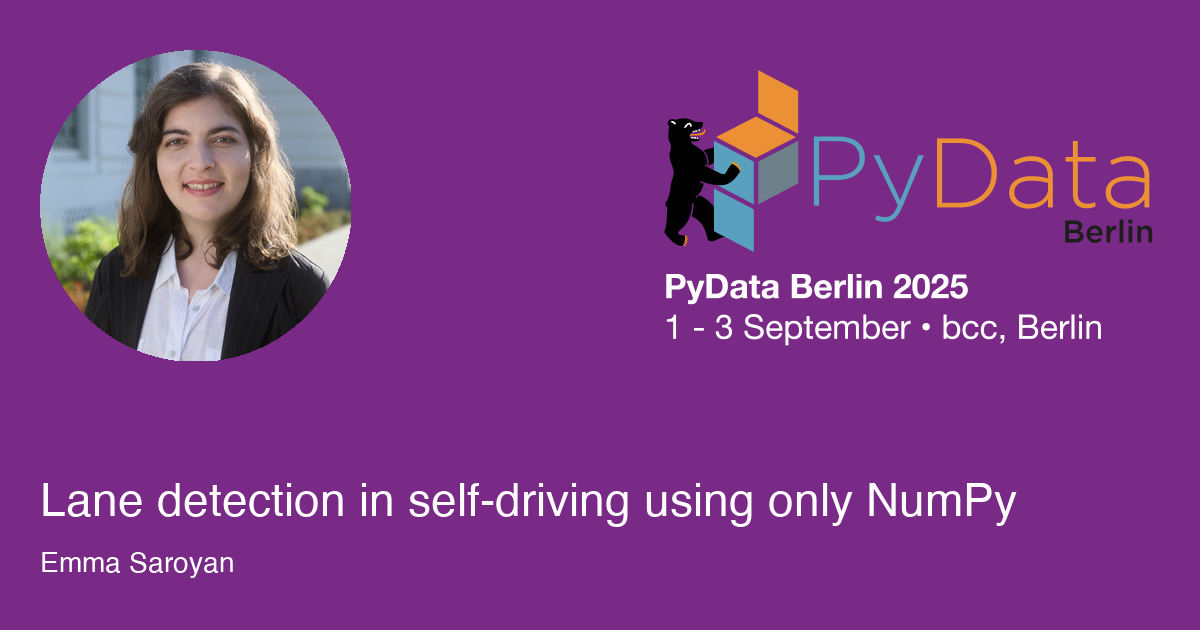 PyData
Berlin
PyData Berlin 2025
1 - 3 September • bcc, Berlin
Lane detection in self-driving using only NumPy
Emma Saroyan